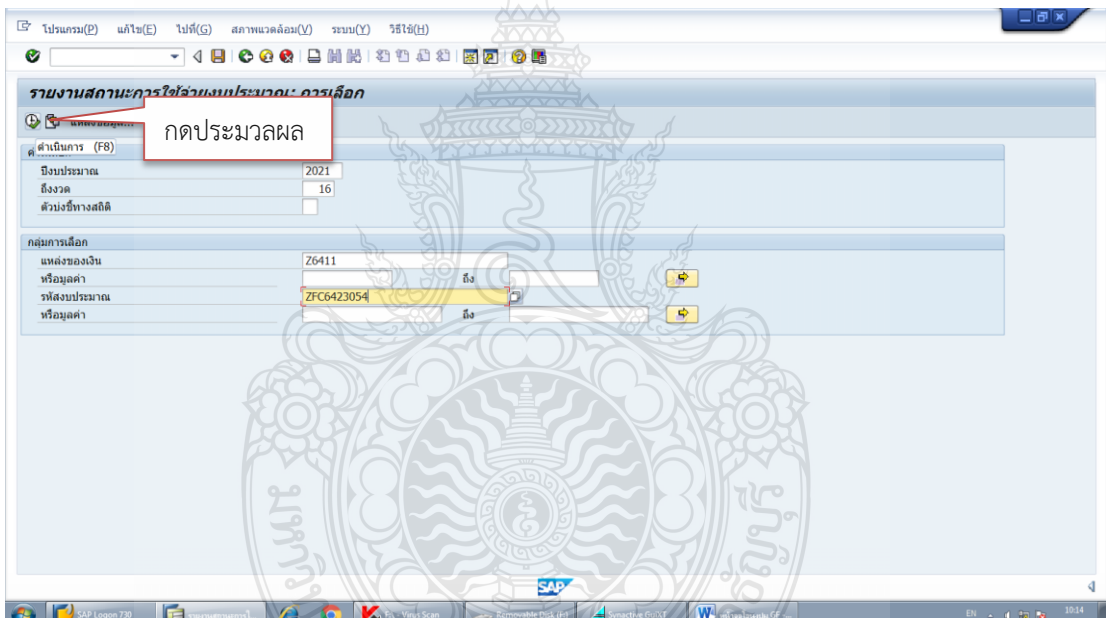 โปรแกรม(P) แก้ไข(E) ไปที่(G) สภาพแวดล้อม(V) ระบบ(Y) วิธีใช้(H)
รายงานสถานะการใช้จ่ายงบประมาณ: การเลือก
กดประมวลผล
ดำเนินการ (F8)
ปีงบประมาณ 2021
ถึงงวด 16
ตัวบ่งชี้ทางสถิติ
กลุ่มการเลือก
แหล่งของเงิน Z6411
หรือมูลค่า ถึง
รหัสงบประมาณ ZFC6423054
หรือมูลค่า ถึง
SAP
SAP Logon 730 Virus Scan Removable Disk (F:) Synactive GuiXT EN 10:14